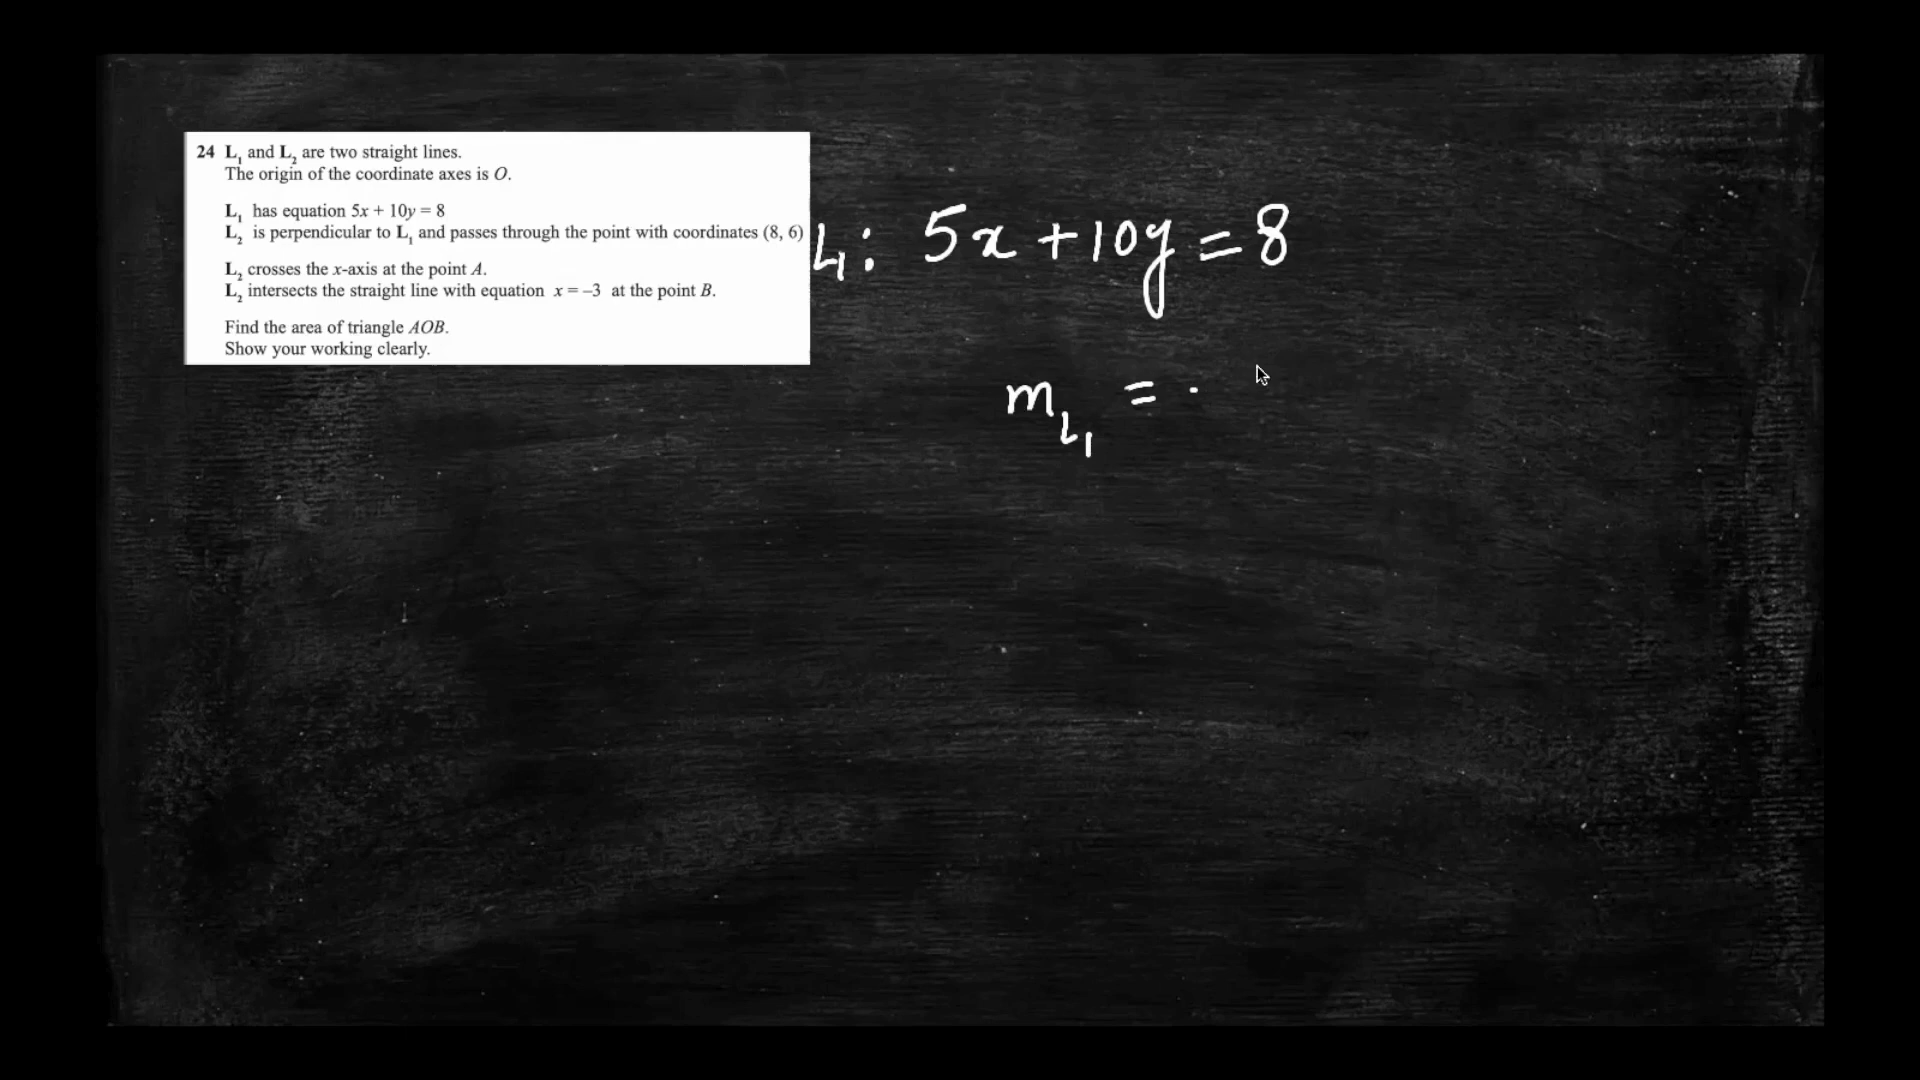 24 L₁ and L₂ are two straight lines.
The origin of the coordinate axes is O.
L₁ has equation 5x + 10y = 8
L₂ is perpendicular to L₁ and passes through the point with coordinates (8, 6)
L₂ crosses the x-axis at the point A.
L₂ intersects the straight line with equation x = –3 at the point B.
Find the area of triangle AOB.
Show your working clearly.
L₁: 5x + 10y = 8
m_L₁ = -